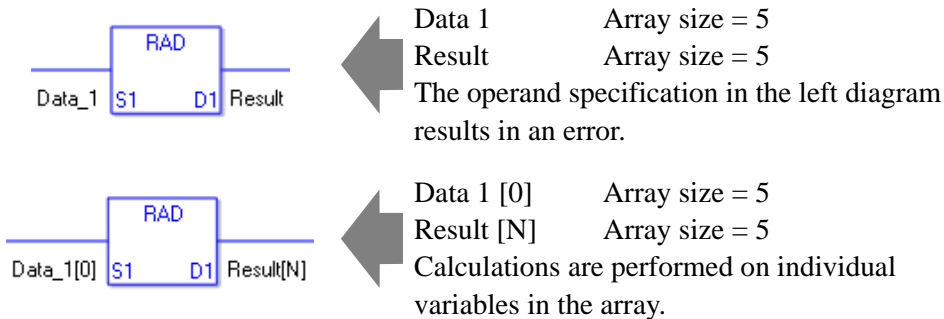 RAD
Data_1 S1 D1 Result
Data 1 Array size = 5
Result Array size = 5
The operand specification in the left diagram
results in an error.
RAD
Data_1[0] S1 D1 Result[N]
Data 1 [0] Array size = 5
Result [N] Array size = 5
Calculations are performed on individual
variables in the array.